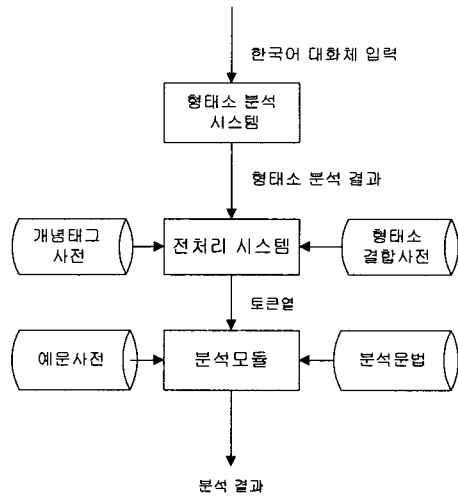 한국어 대화체 입력
형태소 분석
시스템
형태소 분석 결과
개념태그
사전
전처리 시스템
형태소
결합사전
토큰열
예문사전
분석모듈
분석문법
분석 결과